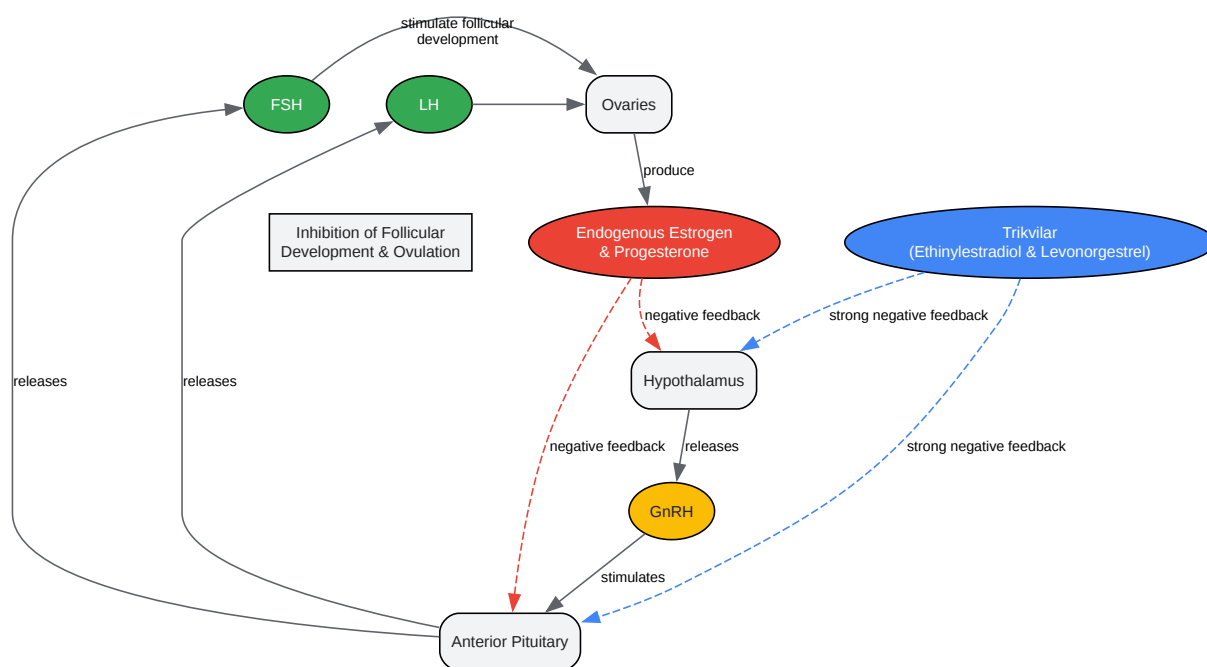 stimulate follicular
development
FSH
LH
Ovaries
produce
Inhibition of Follicular
Development & Ovulation
Endogenous Estrogen
& Progesterone
Trikvilar
(Ethinylestradiol & Levonorgestrel)
negative feedback
strong negative feedback
releases
releases
Hypothalamus
negative feedback
releases
strong negative feedback
GnRH
stimulates
Anterior Pituitary